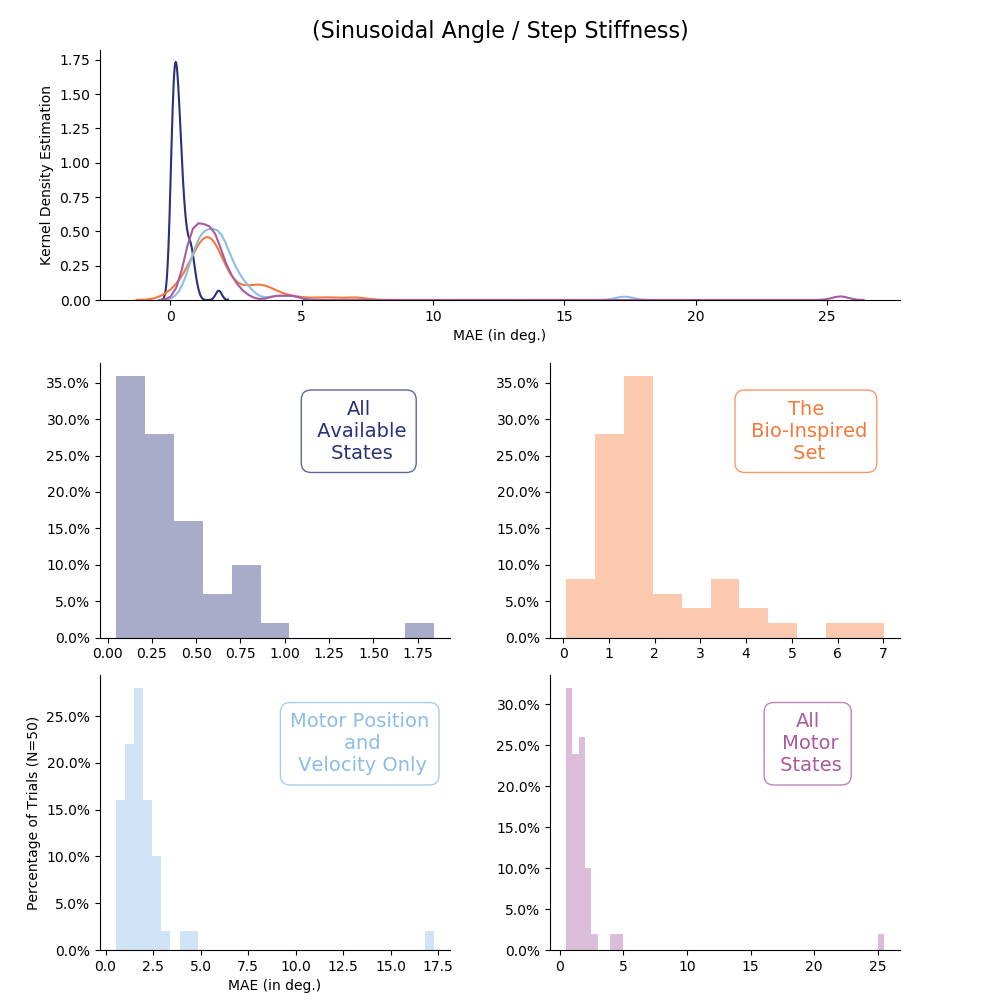 (Sinusoidal Angle / Step Stiffness)
Kernel Density Estimation
1.75
1.50
1.25
1.00
0.75
0.50
0.25
0.00
0 5 10 15 20 25
MAE (in deg.)
35.0%
30.0%
25.0%
20.0%
15.0%
10.0%
5.0%
0.0%
0.00 0.25 0.50 0.75 1.00 1.25 1.50 1.75
All
Available
States
35.0%
30.0%
25.0%
20.0%
15.0%
10.0%
5.0%
0.0%
0 1 2 3 4 5 6 7
The
Bio-Inspired
Set
Percentage of Trials (N=50)
25.0%
20.0%
15.0%
10.0%
5.0%
0.0%
0.0 2.5 5.0 7.5 10.0 12.5 15.0 17.5
MAE (in deg.)
Motor Position
and
Velocity Only
30.0%
25.0%
20.0%
15.0%
10.0%
5.0%
0.0%
0 5 10 15 20 25
All
Motor
States